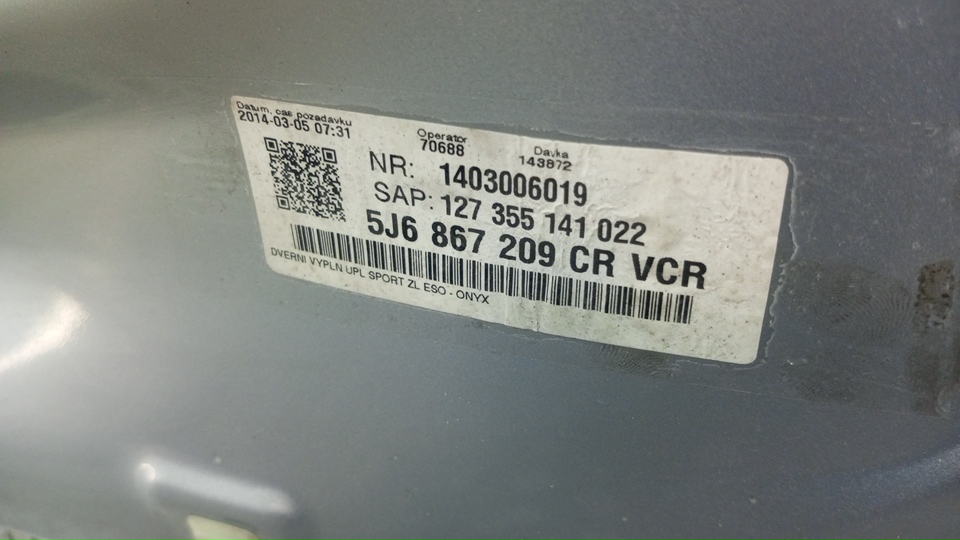 Datum, cas pozadavku
2014-03-05 07:31
Operator
70688
Davka
143872
NR: 1403006019
SAP: 127 355 141 022
5J6 867 209 CR VCR
DVERNI VYPLN UPL SPORT ZL ESO - ONYX